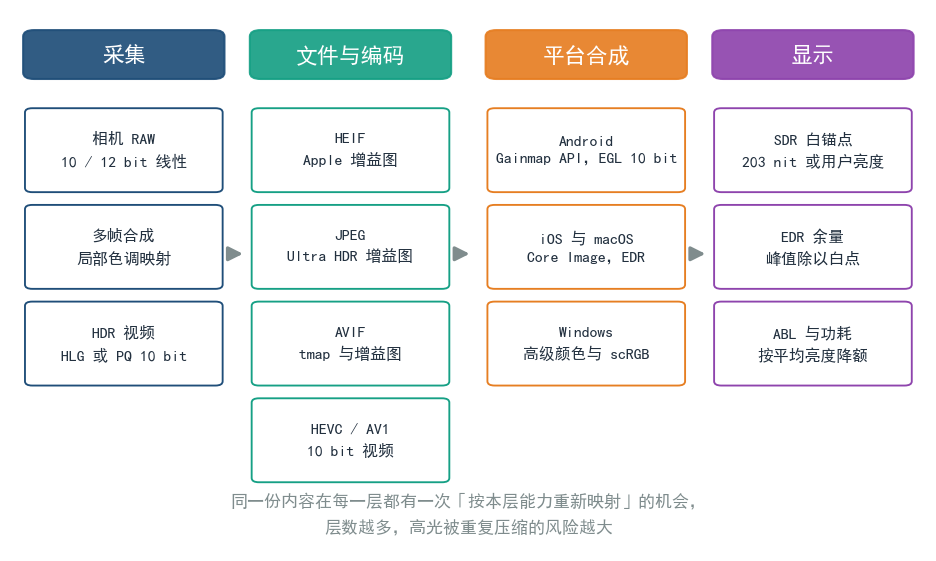 采集
相机 RAW
10 / 12 bit 线性
多帧合成
局部色调映射
HDR 视频
HLG 或 PQ 10 bit
文件与编码
HEIF
Apple 增益图
JPEG
Ultra HDR 增益图
AVIF
tmap 与增益图
HEVC / AV1
10 bit 视频
平台合成
Android
Gainmap API, EGL 10 bit
iOS 与 macOS
Core Image, EDR
Windows
高级颜色与 scRGB
显示
SDR 白锚点
203 nit 或用户亮度
EDR 余量
峰值除以白点
ABL 与功耗
按平均亮度降额
同一份内容在每一层都有一次「按本层能力重新映射」的机会，
层数越多，高光被重复压缩的风险越大